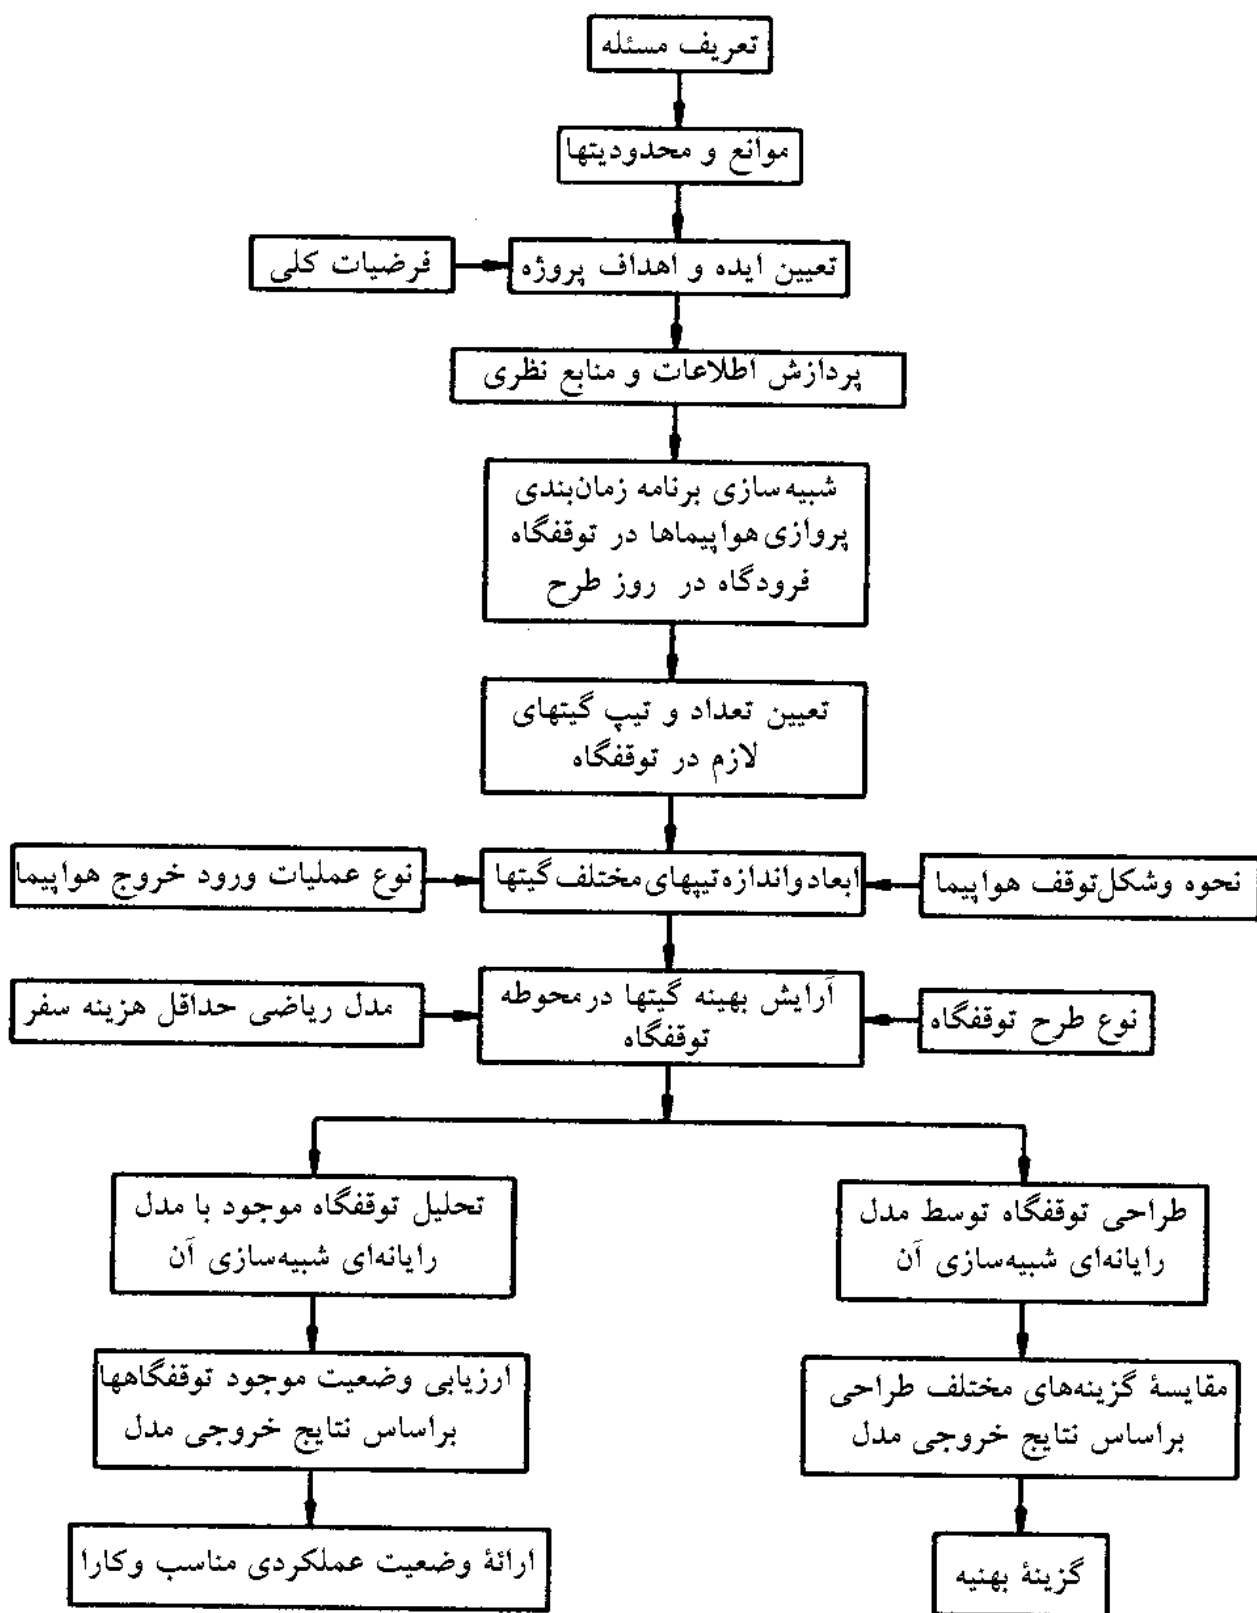 تعریف مسئله
موانع و محدودیتها
فرضیات کلی
تعیین ایده و اهداف پروژه
پردازش اطلاعات و منابع نظری
شبیه سازی برنامه زمان‌بندی
پروازی هواپیماها در توقفگاه
فرودگاه در روز طرح
تعیین تعداد و تیپ گیتهای
لازم در توقفگاه
نحوه وشکل توقف هواپیما
ابعاد واندازه تیپهای مختلف گیتها
نوع عملیات ورود خروج هواپیما
نوع طرح توقفگاه
آرایش بهینه گیتها در محوطه
توقفگاه
مدل ریاضی حداقل هزینه سفر
طراحی توقفگاه توسط مدل
رایانه‌ای شبیه‌سازی آن
تحلیل توقفگاه موجود با مدل
رایانه‌ای شبیه‌سازی آن
مقایسهٔ گزینه‌های مختلف طراحی
براساس نتایج خروجی مدل
ارزیابی وضعیت موجود توقفگاهها
براساس نتایج خروجی مدل
گزینهٔ بهنیه
ارائهٔ وضعیت عملکردی مناسب وکارا